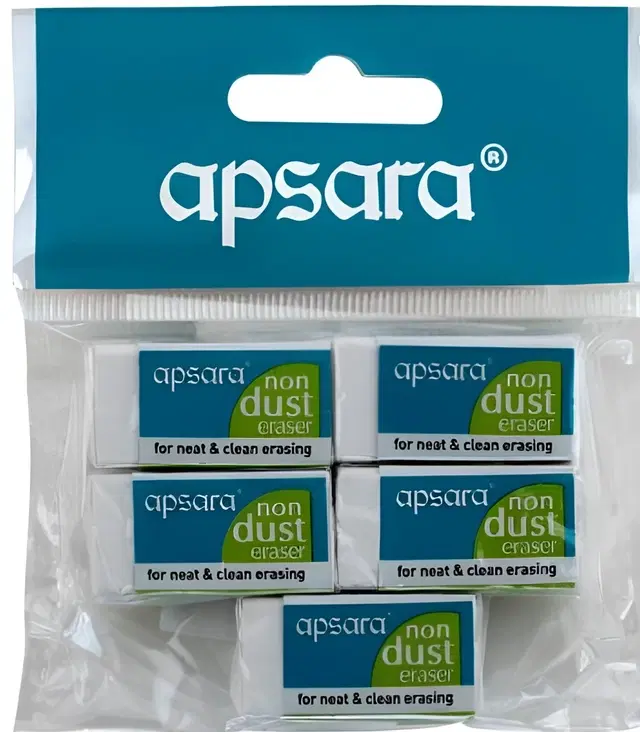 apsara®
apsara
non
dust
eraser
for neat & clean erasing
apsara
non
dust
eraser
for neat & clean erasing
apsara
non
dust
eraser
for neat & clean erasing
apsara
non
dust
eraser
for neat & clean erasing
apsara
non
dust
eraser
for neat & clean erasing